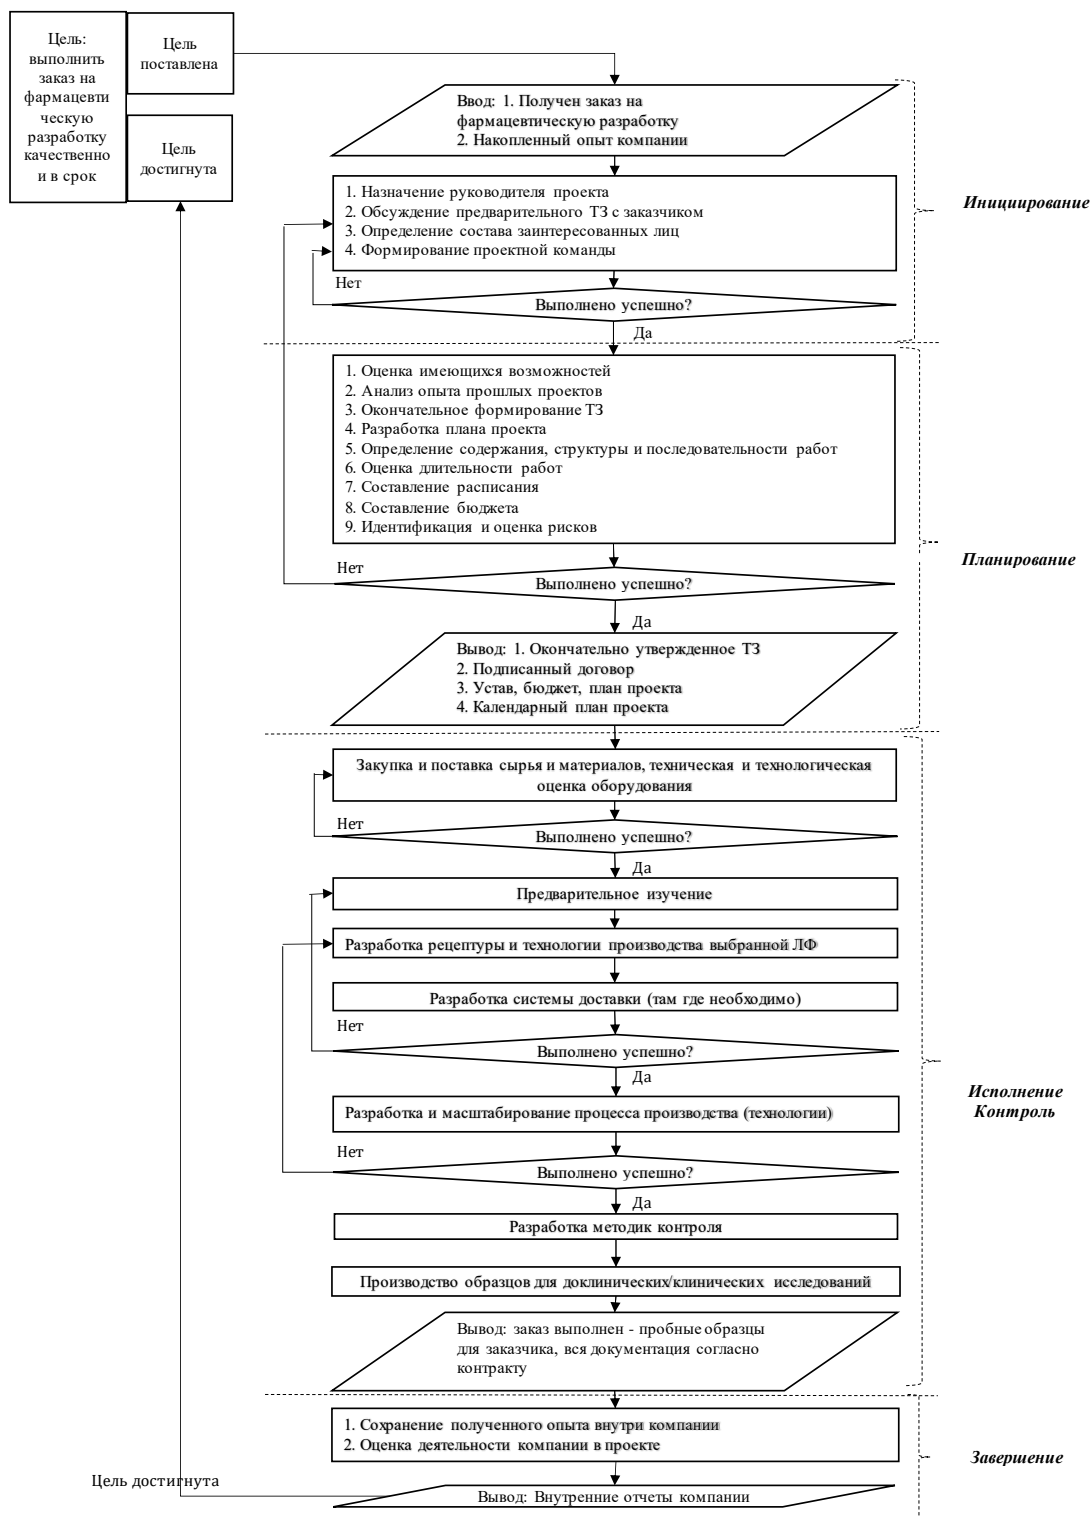 Цель:
выполнить
заказ на
фармацевти
ческую
разработку
качественно
и в срок
Цель
поставлена
Цель
достигнута
Ввод: 1. Получен заказ на
фармацевтическую разработку
2. Накопленный опыт компании
1. Назначение руководителя проекта
2. Обсуждение предварительного ТЗ с заказчиком
3. Определение состава заинтересованных лиц
4. Формирование проектной команды
Инициирование
Нет
Выполнено успешно?
Да
1. Оценка имеющихся возможностей
2. Анализ опыта прошлых проектов
3. Окончательное формирование ТЗ
4. Разработка плана проекта
5. Определение содержания, структуры и последовательности работ
6. Оценка длительности работ
7. Составление расписания
8. Составление бюджета
9. Идентификация и оценка рисков
Планирование
Нет
Выполнено успешно?
Да
Вывод: 1. Окончательно утвержденное ТЗ
2. Подписанный договор
3. Устав, бюджет, план проекта
4. Календарный план проекта
Закупка и поставка сырья и материалов, техническая и технологическая
оценка оборудования
Нет
Выполнено успешно?
Да
Предварительное изучение
Разработка рецептуры и технологии производства выбранной ЛФ
Разработка системы доставки (там где необходимо)
Нет
Выполнено успешно?
Да
Исполнение
Контроль
Разработка и масштабирование процесса производства (технологии)
Нет
Выполнено успешно?
Да
Разработка методик контроля
Производство образцов для доклинических/клинических исследований
Вывод: заказ выполнен - пробные образцы
для заказчика, вся документация согласно
контракту
1. Сохранение полученного опыта внутри компании
2. Оценка деятельности компании в проекте
Завершение
Цель достигнута
Вывод: Внутренние отчеты компании